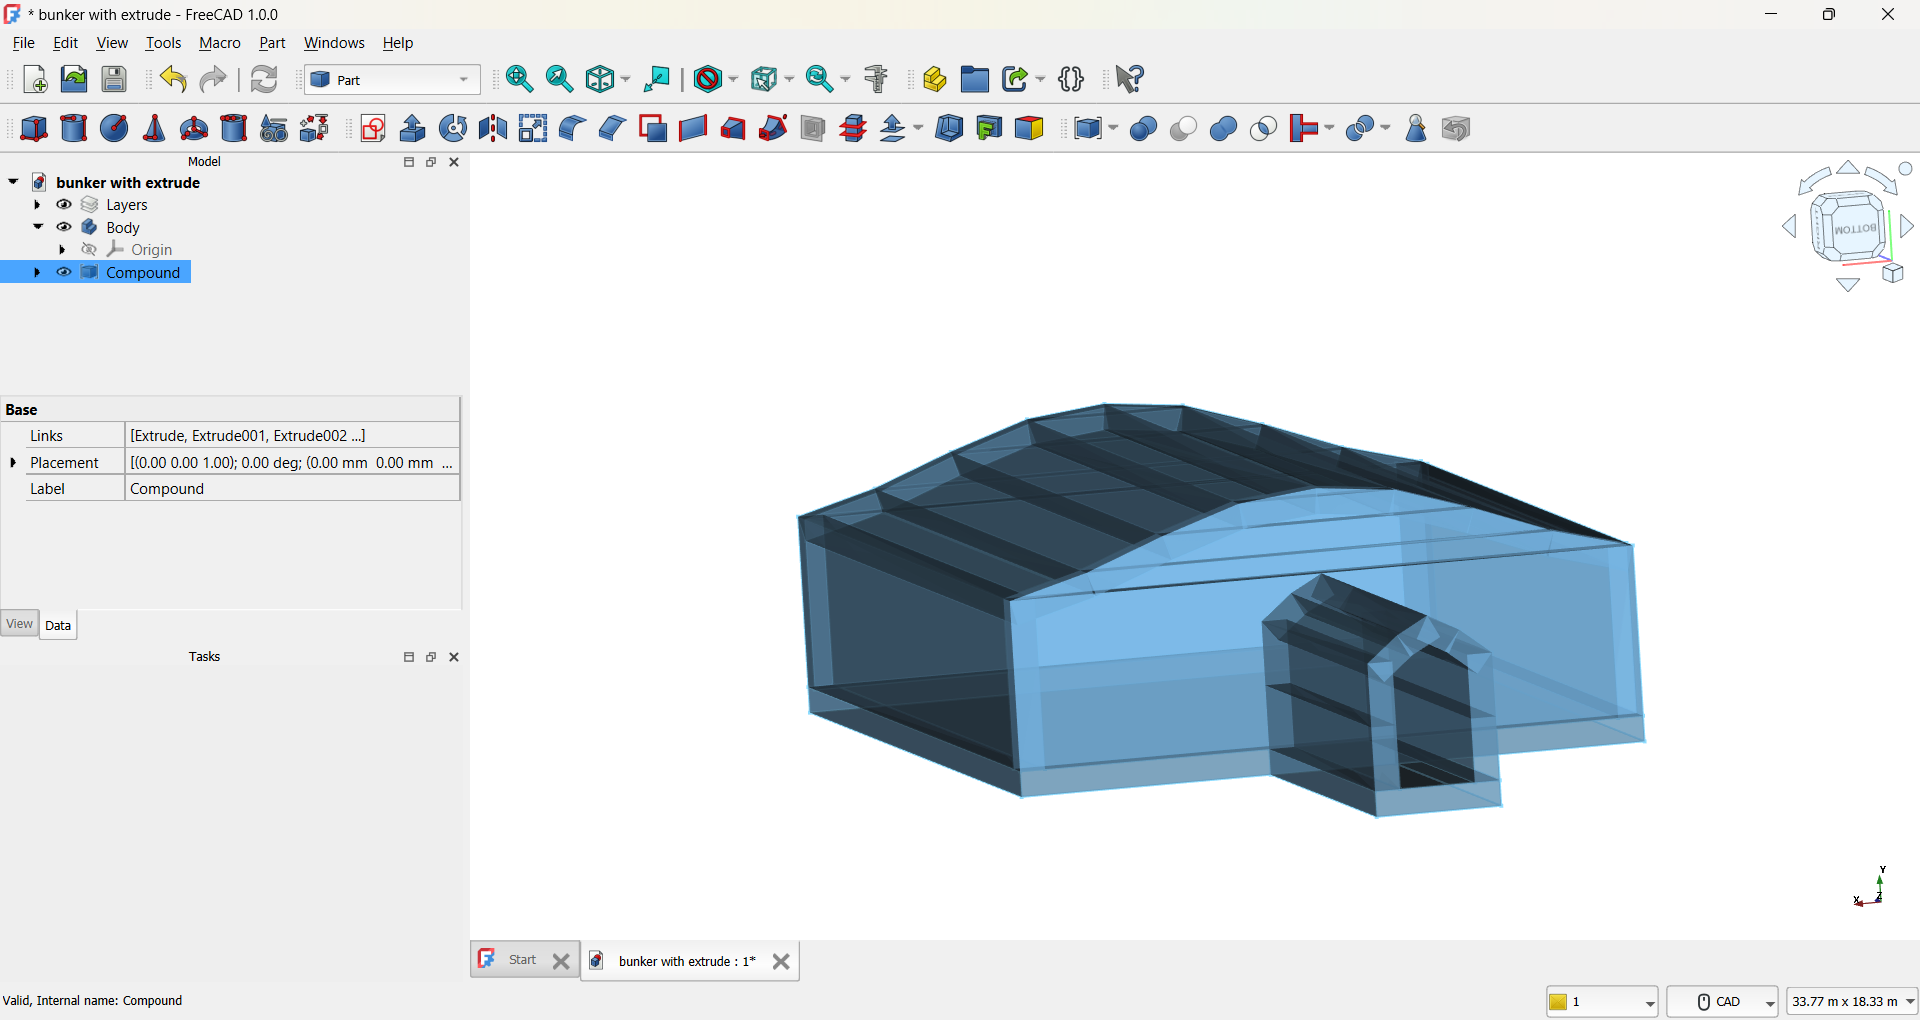 * bunker with extrude - FreeCAD 1.0.0
File Edit View Tools Macro Part Windows Help
Part
Model
bunker with extrude
Layers
Body
Origin
Compound
Base
Links [Extrude, Extrude001, Extrude002 ...]
Placement [(0.00 0.00 1.00); 0.00 deg; (0.00 mm 0.00 mm ...
Label Compound
View Data
Tasks
BOTTOM
Y
X Z
Start bunker with extrude : 1*
Valid, Internal name: Compound
1 CAD 33.77 m x 18.33 m